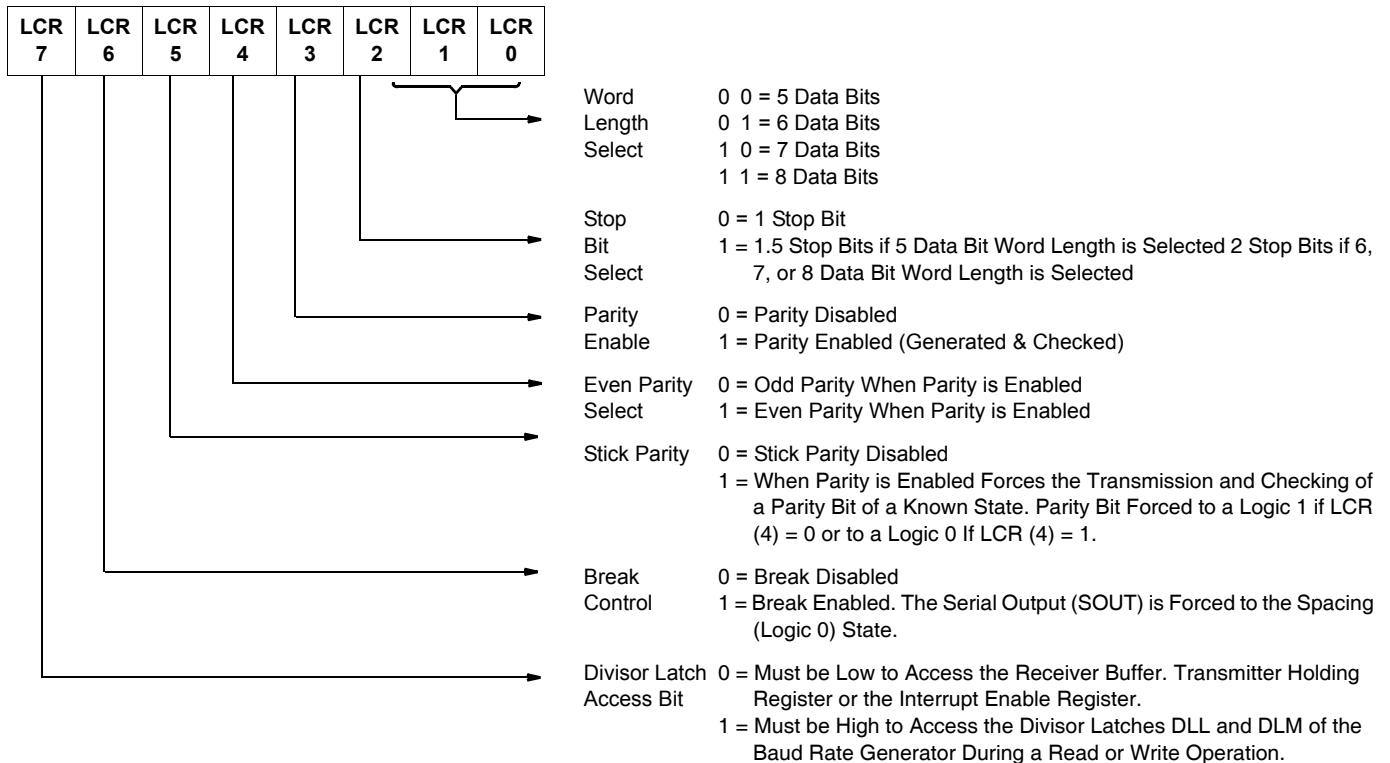 LCR LCR LCR LCR LCR LCR LCR LCR
7 6 5 4 3 2 1 0
Word 0 0 = 5 Data Bits
Length 0 1 = 6 Data Bits
Select 1 0 = 7 Data Bits
1 1 = 8 Data Bits
Stop 0 = 1 Stop Bit
Bit 1 = 1.5 Stop Bits if 5 Data Bit Word Length is Selected 2 Stop Bits if 6,
Select 7, or 8 Data Bit Word Length is Selected
Parity 0 = Parity Disabled
Enable 1 = Parity Enabled (Generated & Checked)
Even Parity 0 = Odd Parity When Parity is Enabled
Select 1 = Even Parity When Parity is Enabled
Stick Parity 0 = Stick Parity Disabled
1 = When Parity is Enabled Forces the Transmission and Checking of
a Parity Bit of a Known State. Parity Bit Forced to a Logic 1 if LCR
(4) = 0 or to a Logic 0 If LCR (4) = 1.
Break 0 = Break Disabled
Control 1 = Break Enabled. The Serial Output (SOUT) is Forced to the Spacing
(Logic 0) State.
Divisor Latch 0 = Must be Low to Access the Receiver Buffer. Transmitter Holding
Access Bit Register or the Interrupt Enable Register.
1 = Must be High to Access the Divisor Latches DLL and DLM of the
Baud Rate Generator During a Read or Write Operation.